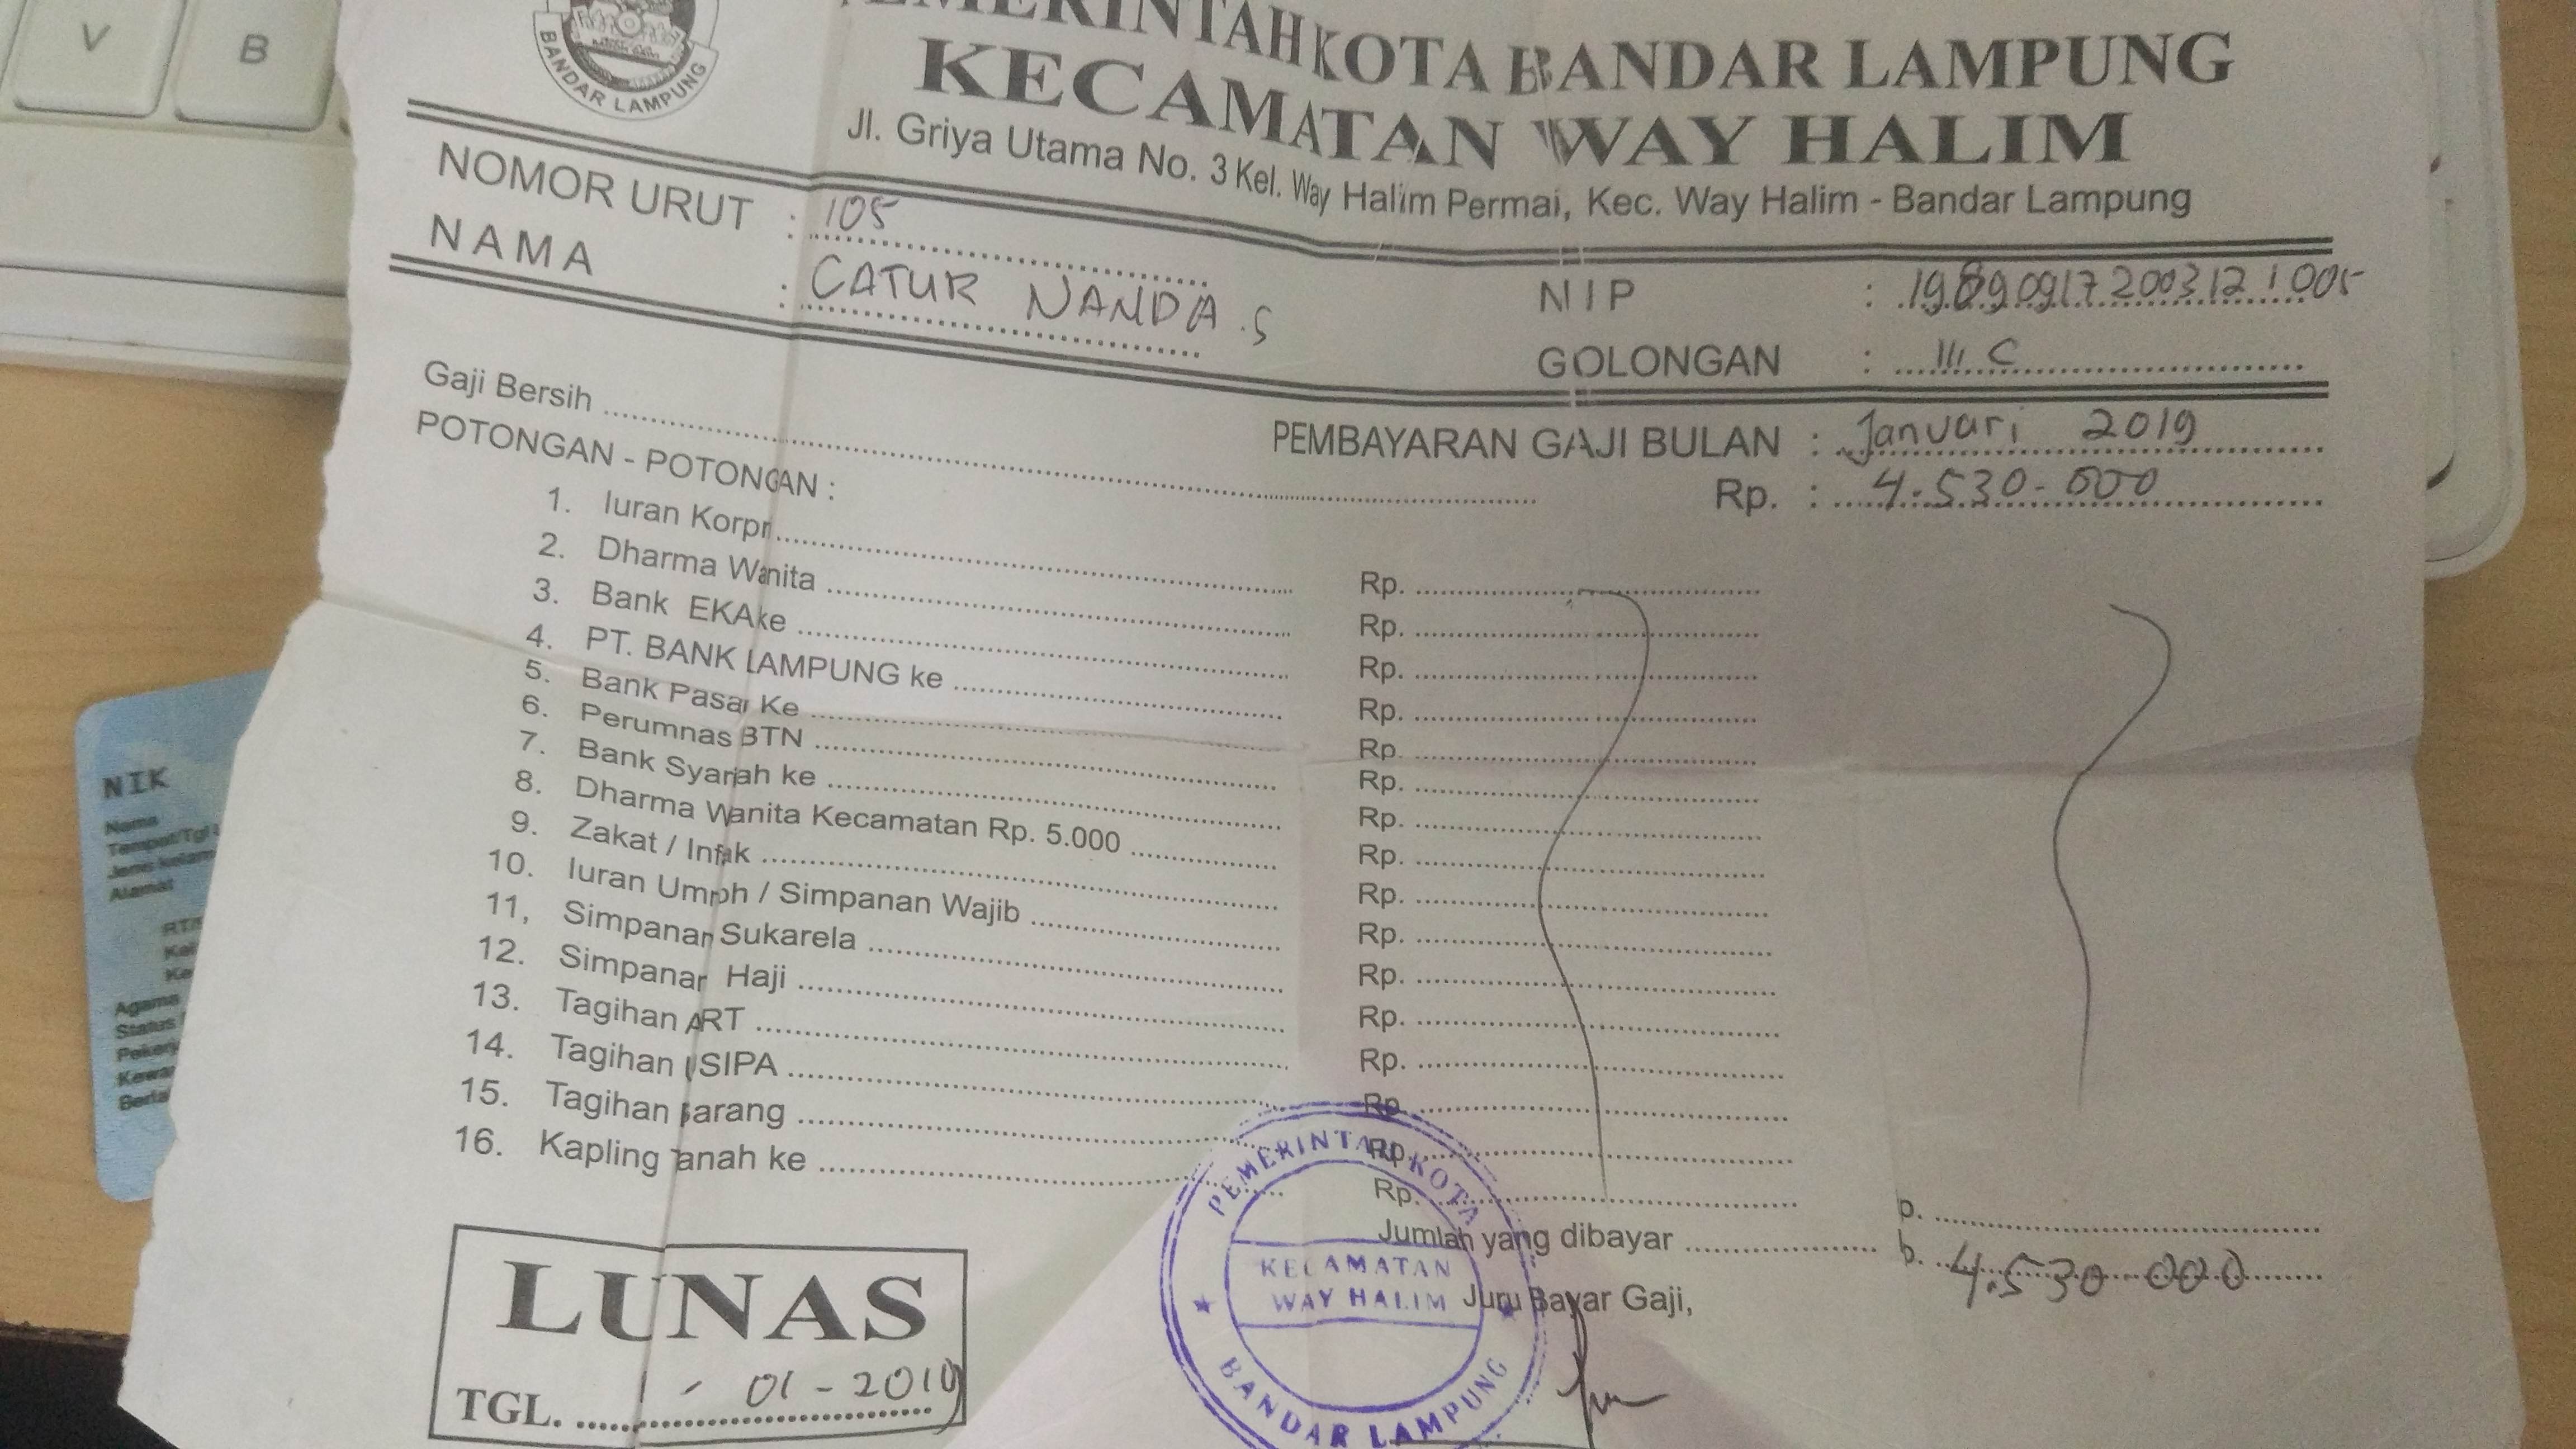 V B
BANDAR LAMPUNG
PEMERINTAH KOTA BANDAR LAMPUNG
KECAMATAN WAY HALIM
Jl. Griya Utama No. 3 Kel. Way Halim Permai, Kec. Way Halim - Bandar Lampung
NOMOR URUT : 105
NAMA : CATUR NANDA . S
NIP : 19890917 200312 1 005
GOLONGAN : III C
PEMBAYARAN GAJI BULAN : Januari 2019
Gaji Bersih Rp. : 4.530.000
POTONGAN - POTONGAN :
1. Iuran Korpri Rp.
2. Dharma Wanita Rp.
3. Bank EKA ke Rp.
4. PT. BANK LAMPUNG ke Rp.
5. Bank Pasar Ke Rp.
6. Perumnas BTN Rp.
7. Bank Syariah ke Rp.
8. Dharma Wanita Kecamatan Rp. 5.000 Rp.
9. Zakat / Infak Rp.
10. Iuran Umroh / Simpanan Wajib Rp.
11, Simpanan Sukarela Rp.
12. Simpanan Haji Rp.
13. Tagihan ART Rp.
14. Tagihan USIPA Rp.
15. Tagihan Barang Rp.
16. Kapling Tanah ke Rp.
Rp. p.
Jumlah yang dibayar b. 4.530.000
Juru Bayar Gaji,
PEMERINTAH KOTA
KECAMATAN
WAY HALIM
BANDAR LAMPUNG
LUNAS
TGL. 1 - 01 - 2019
NIK
Nama
Tempat/Tgl
Jenis kelam
Alamat
RT/R
Kel
Ke
Agama
Status
Pekerj
Kewar
Berla